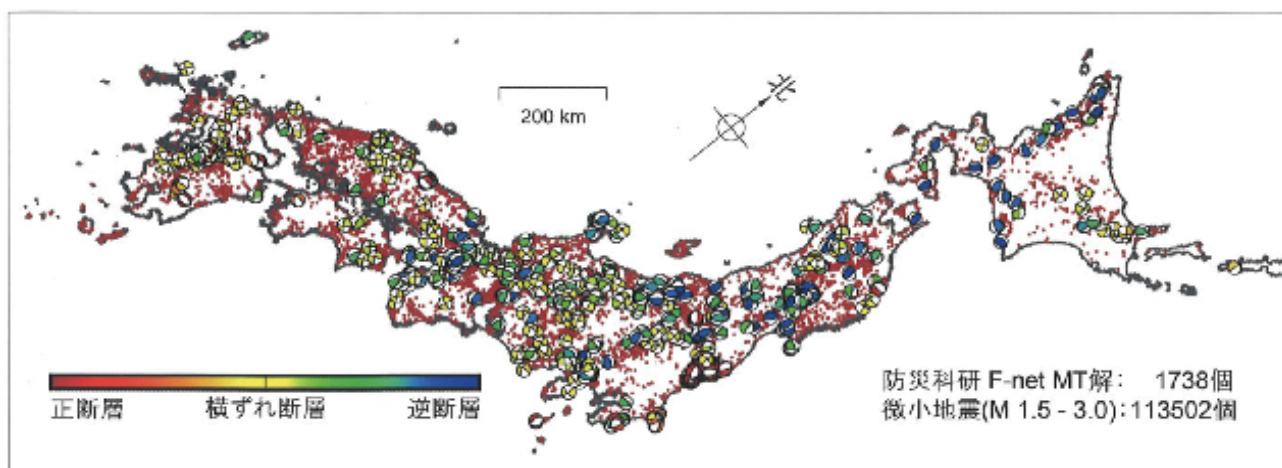 200 km
北
正断層 横ずれ断層 逆断層
防災科研 F-net MT解： 1738個
微小地震(M 1.5 - 3.0)：113502個